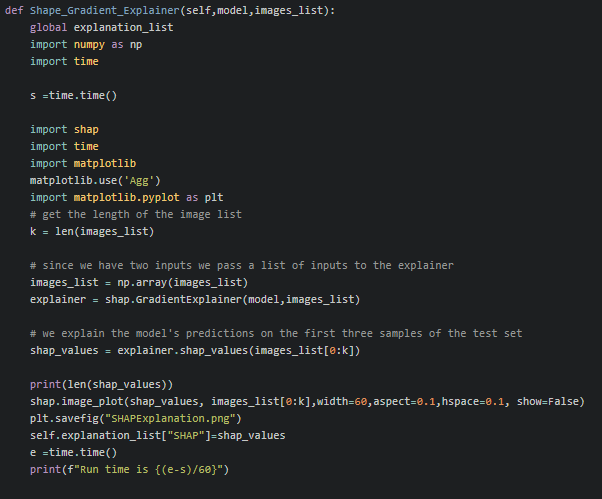 def Shape_Gradient_Explainer(self,model,images_list):
    global explanation_list
    import numpy as np
    import time
    s =time.time()
    import shap
    import time
    import matplotlib
    matplotlib.use('Agg')
    import matplotlib.pyplot as plt
    # get the length of the image list
    k = len(images_list)
    # since we have two inputs we pass a list of inputs to the explainer
    images_list = np.array(images_list)
    explainer = shap.GradientExplainer(model,images_list)
    # we explain the model's predictions on the first three samples of the test set
    shap_values = explainer.shap_values(images_list[0:k])
    print(len(shap_values))
    shap.image_plot(shap_values, images_list[0:k],width=60,aspect=0.1,hspace=0.1, show=False)
    plt.savefig("SHAPExplanation.png")
    self.explanation_list["SHAP"]=shap_values
    e =time.time()
    print(f"Run time is {(e-s)/60}")